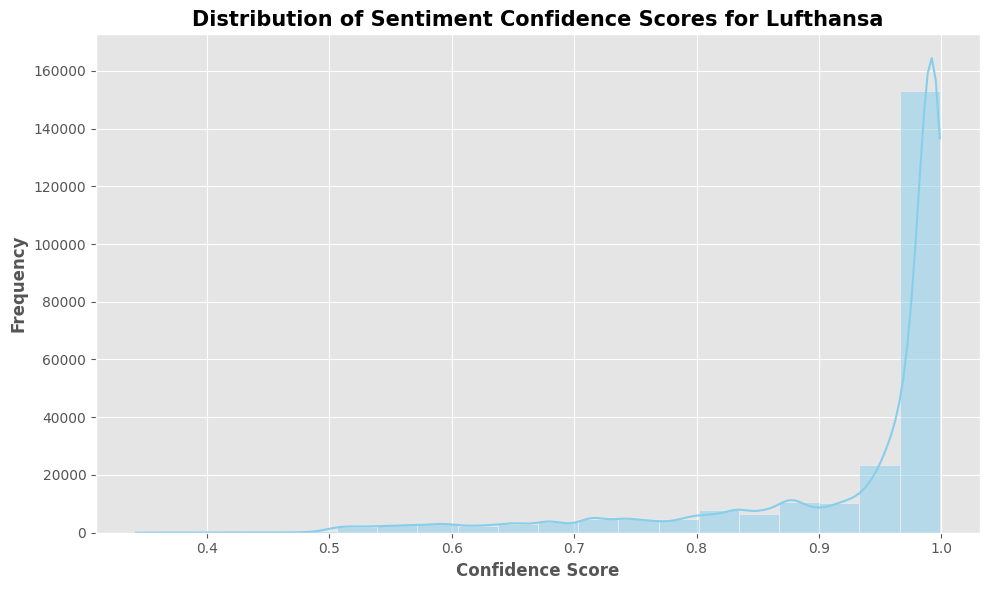 Distribution of Sentiment Confidence Scores for Lufthansa
160000
140000
120000
100000
80000
60000
40000
20000
0
Frequency
0.4 0.5 0.6 0.7 0.8 0.9 1.0
Confidence Score